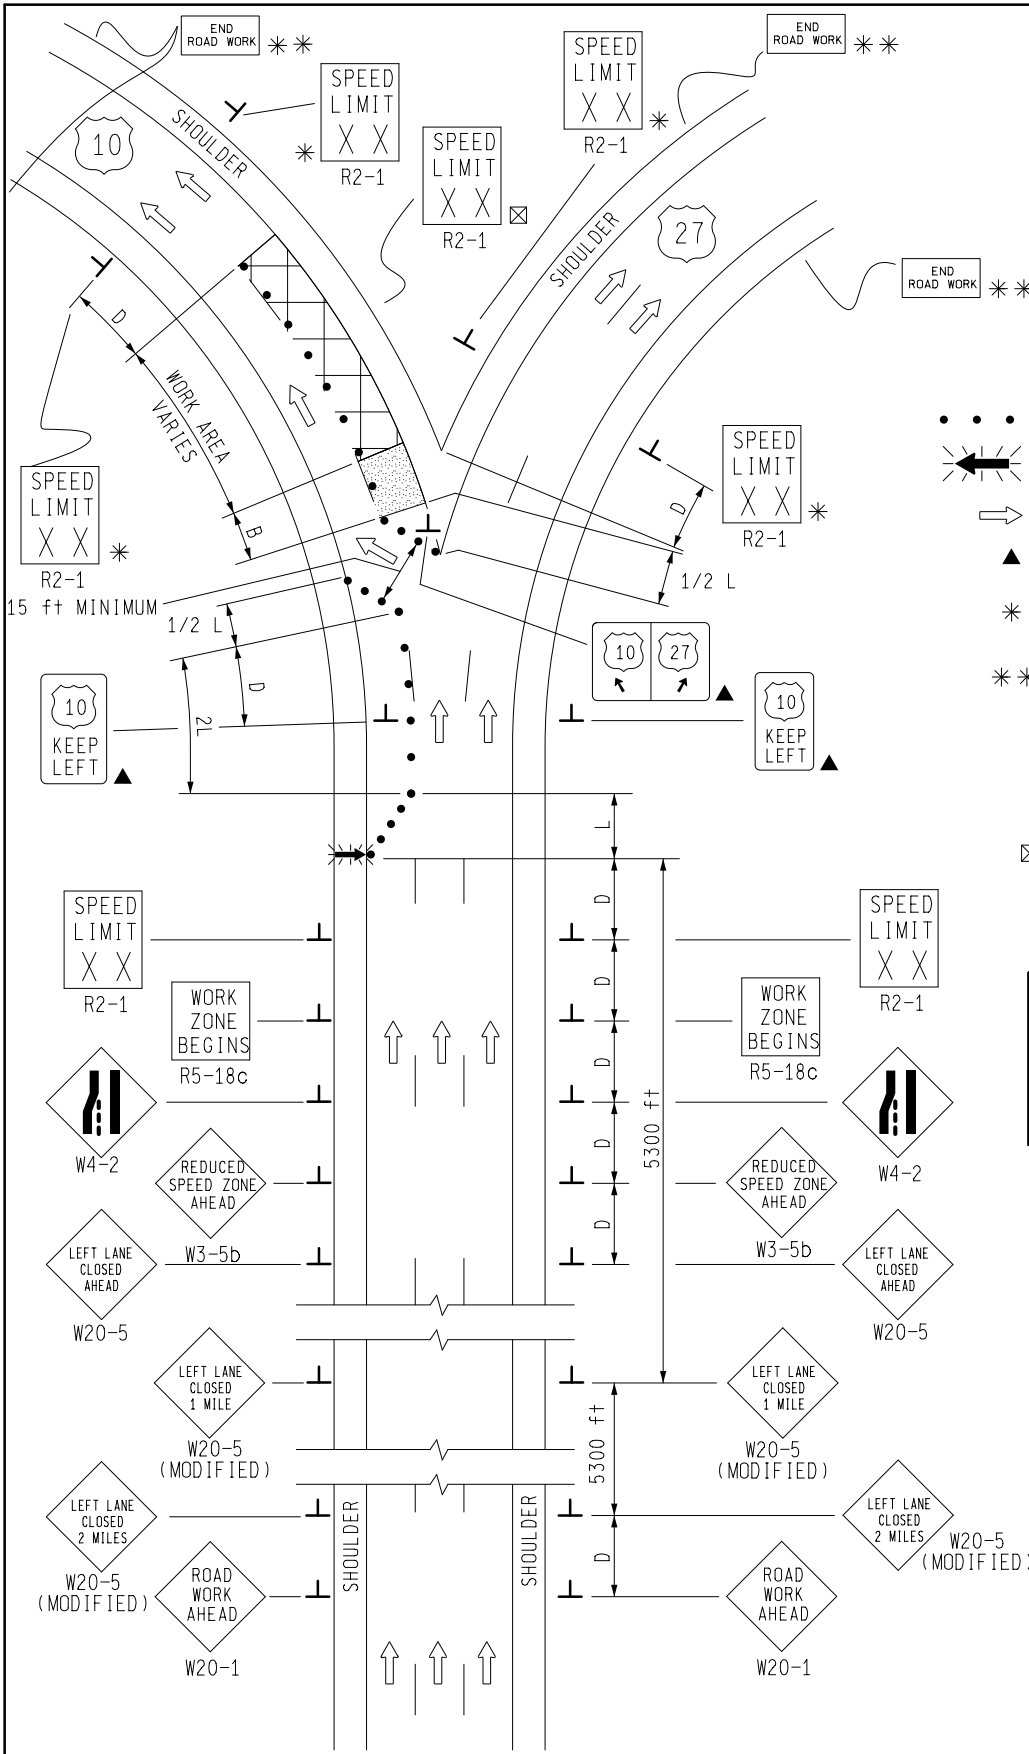 END
ROAD WORK
END
ROAD WORK
SPEED
LIMIT
X X
R2-1
SPEED
LIMIT
X X
R2-1
SPEED
LIMIT
X X
R2-1
10
SHOULDER
27
SHOULDER
END
ROAD WORK
D
WORK AREA
VARIES
B
SPEED
LIMIT
X X
R2-1
SPEED
LIMIT
X X
R2-1
D
1/2 L
15 ft MINIMUM
1/2 L
D
2L
10
27
10
KEEP
LEFT
10
KEEP
LEFT
L
D
SPEED
LIMIT
X X
R2-1
SPEED
LIMIT
X X
R2-1
D
WORK
ZONE
BEGINS
R5-18c
WORK
ZONE
BEGINS
R5-18c
D
5300 ft
W4-2
W4-2
D
REDUCED
SPEED ZONE
AHEAD
W3-5b
REDUCED
SPEED ZONE
AHEAD
W3-5b
D
LEFT LANE
CLOSED
AHEAD
W20-5
LEFT LANE
CLOSED
AHEAD
W20-5
LEFT LANE
CLOSED
1 MILE
W20-5
(MODIFIED)
LEFT LANE
CLOSED
1 MILE
W20-5
(MODIFIED)
5300 ft
LEFT LANE
CLOSED
2 MILES
W20-5
(MODIFIED)
LEFT LANE
CLOSED
2 MILES
W20-5
(MODIFIED)
SHOULDER
SHOULDER
D
ROAD
WORK
AHEAD
W20-1
ROAD
WORK
AHEAD
W20-1